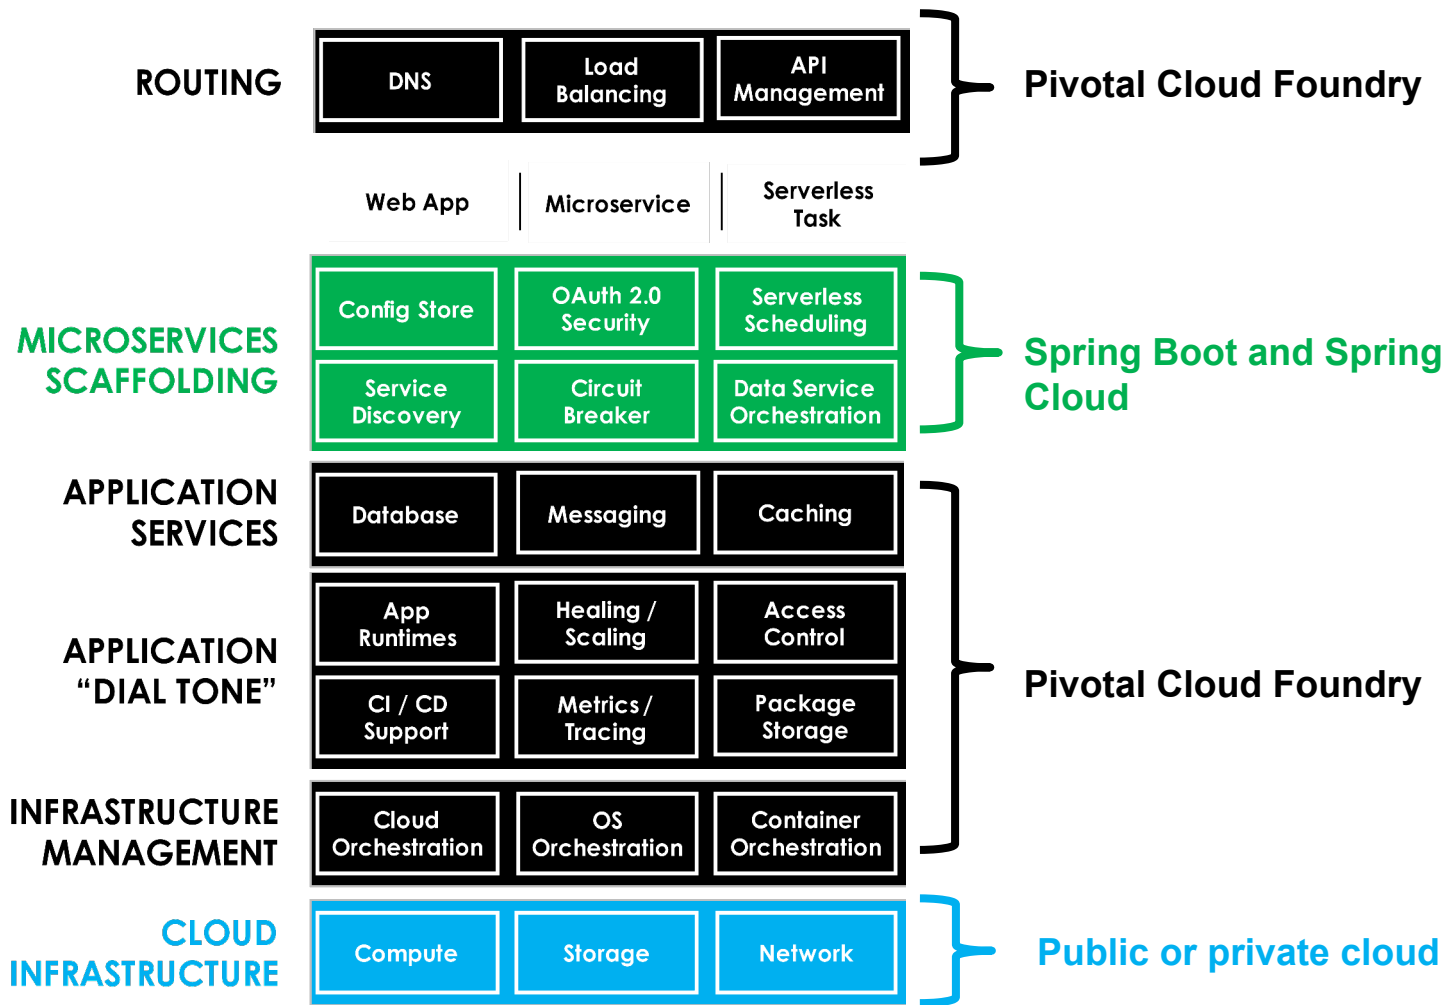 ROUTING
DNS
Load
Balancing
API
Management
Pivotal Cloud Foundry
Web App
Microservice
Serverless
Task
MICROSERVICES
SCAFFOLDING
Config Store
OAuth 2.0
Security
Serverless
Scheduling
Service
Discovery
Circuit
Breaker
Data Service
Orchestration
Spring Boot and Spring
Cloud
APPLICATION
SERVICES
Database
Messaging
Caching
APPLICATION
“DIAL TONE”
App
Runtimes
Healing /
Scaling
Access
Control
CI / CD
Support
Metrics /
Tracing
Package
Storage
Pivotal Cloud Foundry
INFRASTRUCTURE
MANAGEMENT
Cloud
Orchestration
OS
Orchestration
Container
Orchestration
CLOUD
INFRASTRUCTURE
Compute
Storage
Network
Public or private cloud